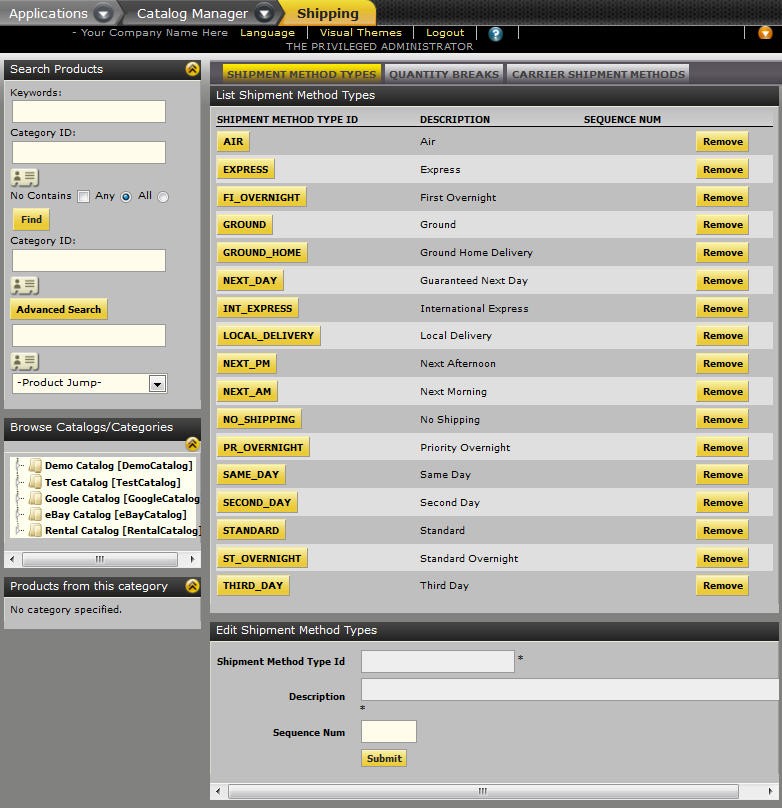 Applications Catalog Manager Shipping
- Your Company Name Here Language Visual Themes Logout ?
THE PRIVILEGED ADMINISTRATOR
Search Products
Keywords:
Category ID:
No Contains Any All
Find
Category ID:
Advanced Search
-Product Jump-
Browse Catalogs/Categories
Demo Catalog [DemoCatalog]
Test Catalog [TestCatalog]
Google Catalog [GoogleCatalog
eBay Catalog [eBayCatalog]
Rental Catalog [RentalCatalog]
Products from this category
No category specified.
SHIPMENT METHOD TYPES QUANTITY BREAKS CARRIER SHIPMENT METHODS
List Shipment Method Types
SHIPMENT METHOD TYPE ID DESCRIPTION SEQUENCE NUM
AIR Air Remove
EXPRESS Express Remove
FI_OVERNIGHT First Overnight Remove
GROUND Ground Remove
GROUND_HOME Ground Home Delivery Remove
NEXT_DAY Guaranteed Next Day Remove
INT_EXPRESS International Express Remove
LOCAL_DELIVERY Local Delivery Remove
NEXT_PM Next Afternoon Remove
NEXT_AM Next Morning Remove
NO_SHIPPING No Shipping Remove
PR_OVERNIGHT Priority Overnight Remove
SAME_DAY Same Day Remove
SECOND_DAY Second Day Remove
STANDARD Standard Remove
ST_OVERNIGHT Standard Overnight Remove
THIRD_DAY Third Day Remove
Edit Shipment Method Types
Shipment Method Type Id *
Description
*
Sequence Num
Submit